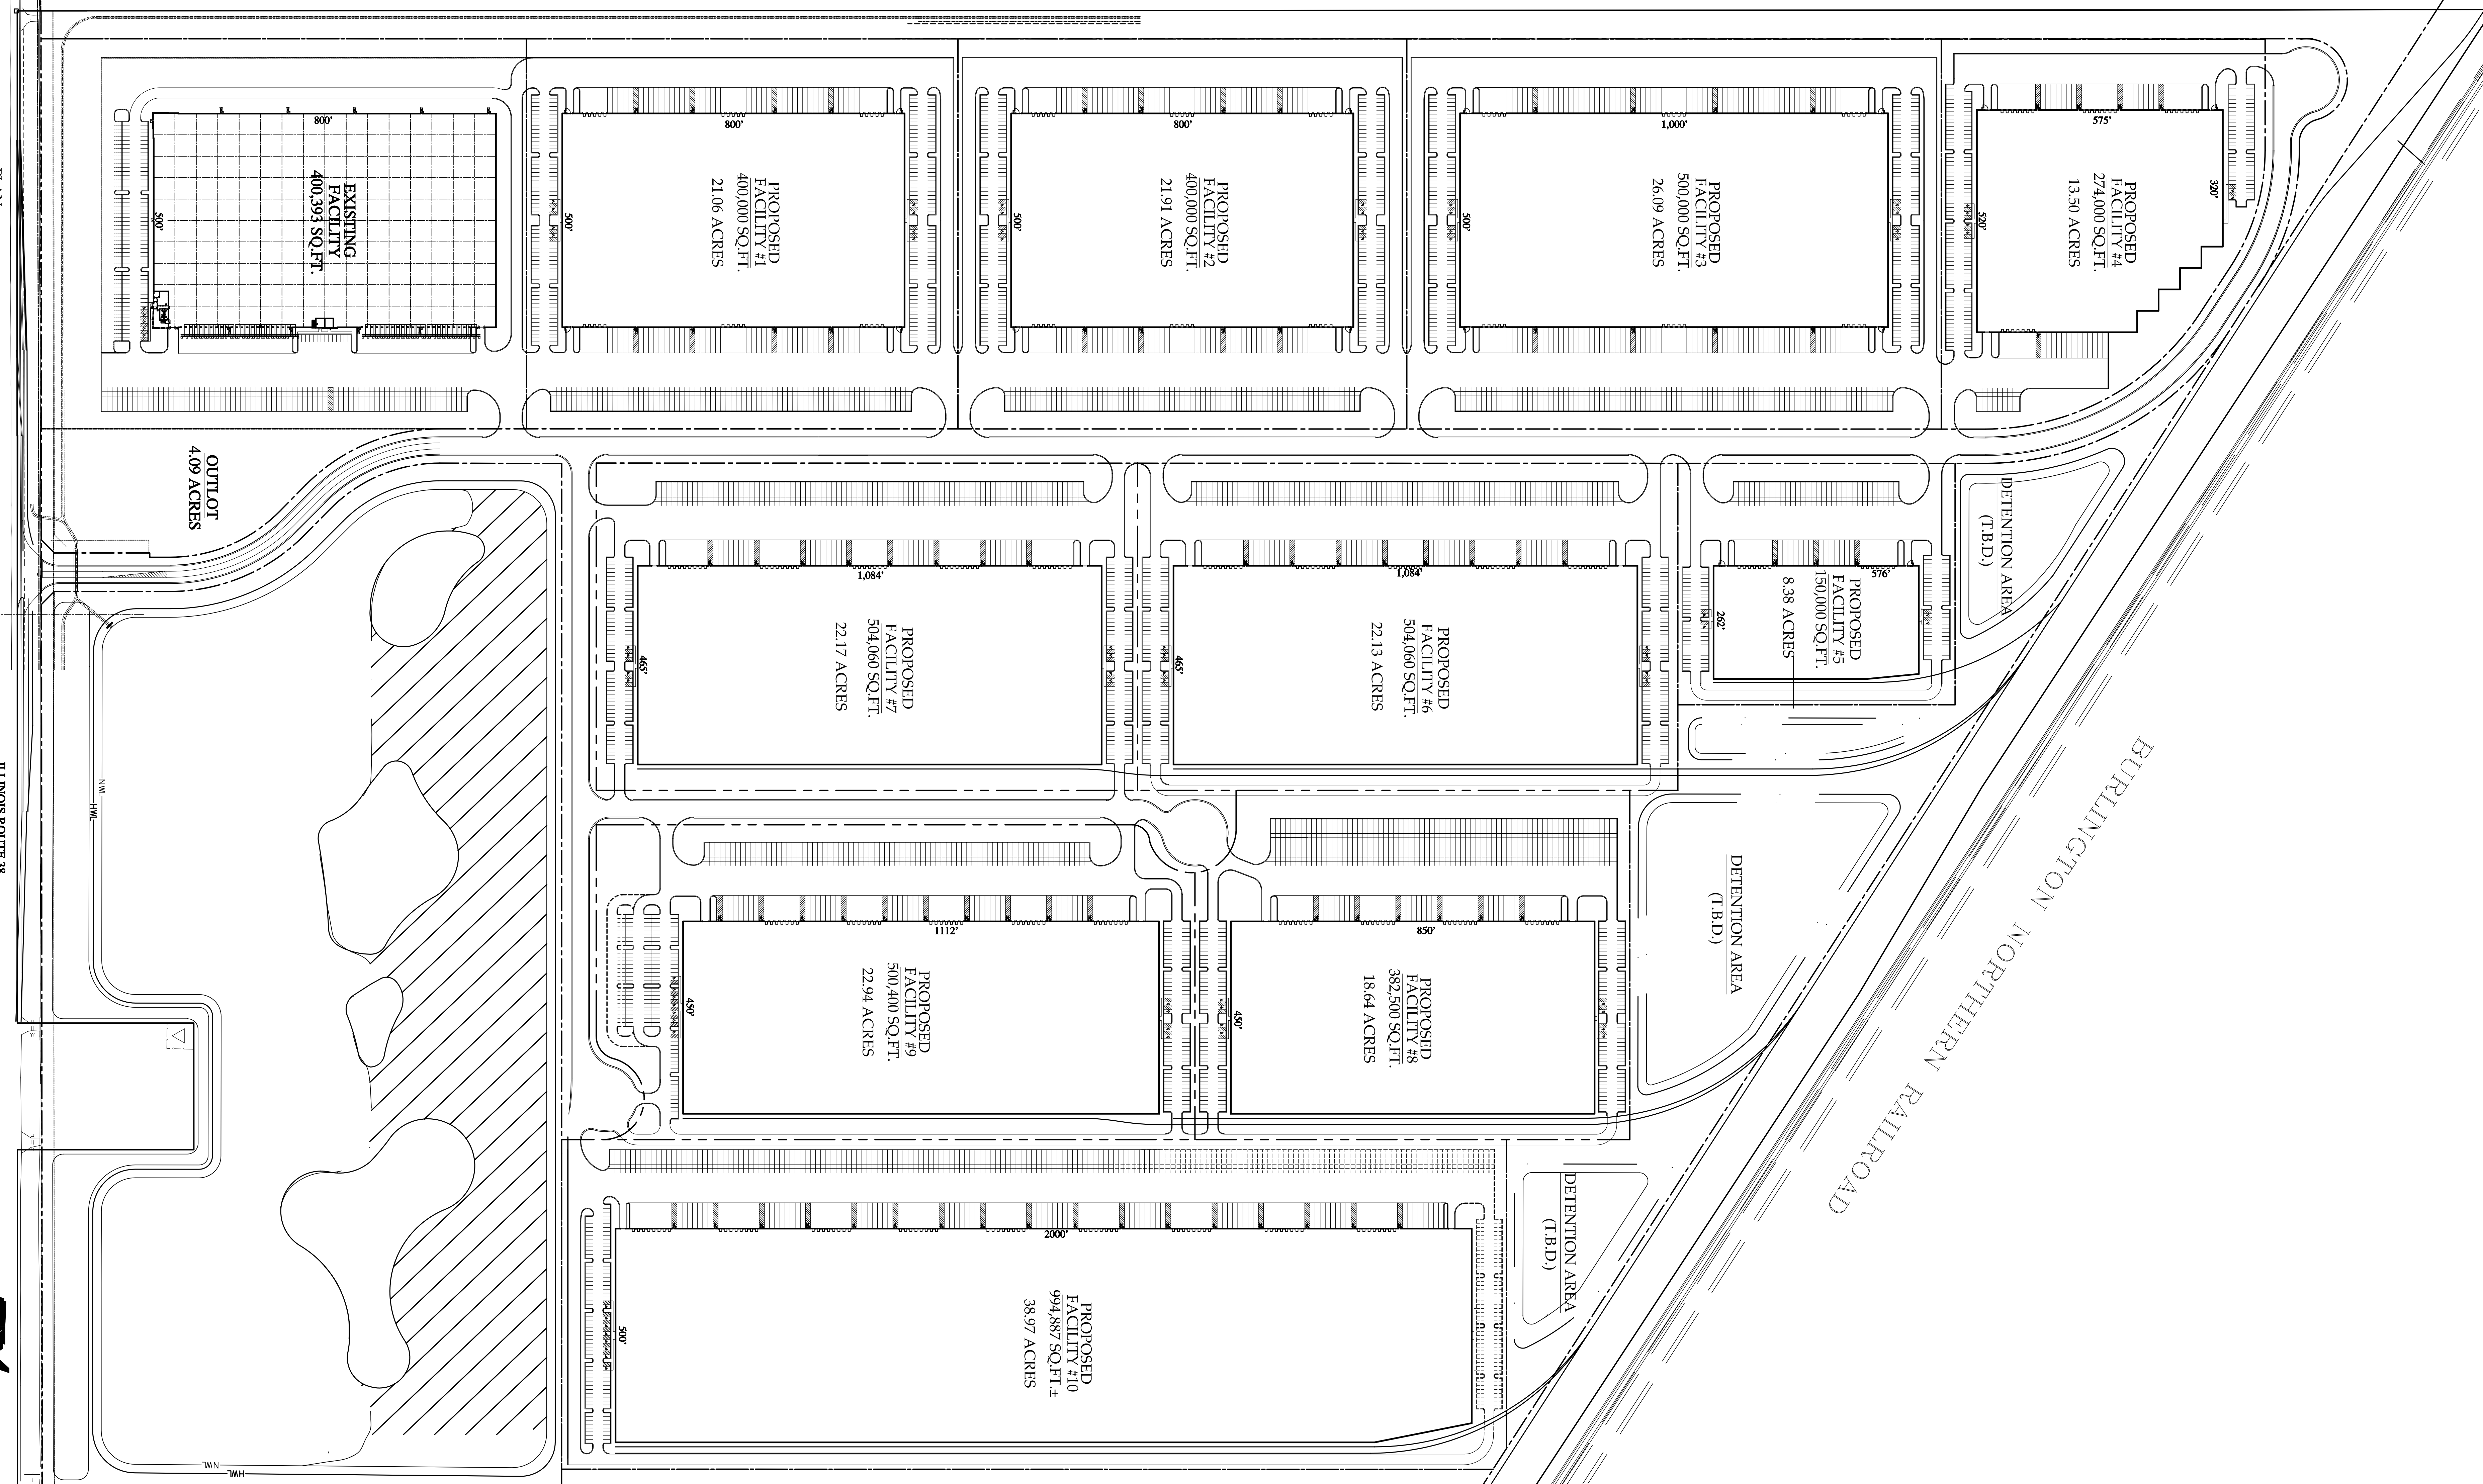 800'
EXISTING
FACILITY
400,393 SQ.FT.
500'
800'
PROPOSED
FACILITY #1
400,000 SQ.FT.
21.06 ACRES
500'
800'
PROPOSED
FACILITY #2
400,000 SQ.FT.
21.91 ACRES
500'
1,000'
PROPOSED
FACILITY #3
500,000 SQ.FT.
26.09 ACRES
500'
575'
PROPOSED
FACILITY #4
274,000 SQ.FT.
13.50 ACRES
320'
520'
OUTLOT
4.09 ACRES
DETENTION AREA
(T.B.D.)
1,084'
PROPOSED
FACILITY #7
504,060 SQ.FT.
22.17 ACRES
465'
1,084'
PROPOSED
FACILITY #6
504,060 SQ.FT.
22.13 ACRES
465'
576'
PROPOSED
FACILITY #5
150,000 SQ.FT.
8.38 ACRES
262'
BURLINGTON NORTHERN RAILROAD
NWL
HWL
ILLINOIS ROUTE 38
1112'
PROPOSED
FACILITY #9
500,400 SQ.FT.
22.94 ACRES
450'
850'
PROPOSED
FACILITY #8
382,500 SQ.FT.
18.64 ACRES
450'
DETENTION AREA
(T.B.D.)
2000'
PROPOSED
FACILITY #10
994,887 SQ.FT.±
38.97 ACRES
500'
DETENTION AREA
(T.B.D.)
NWL
HWL